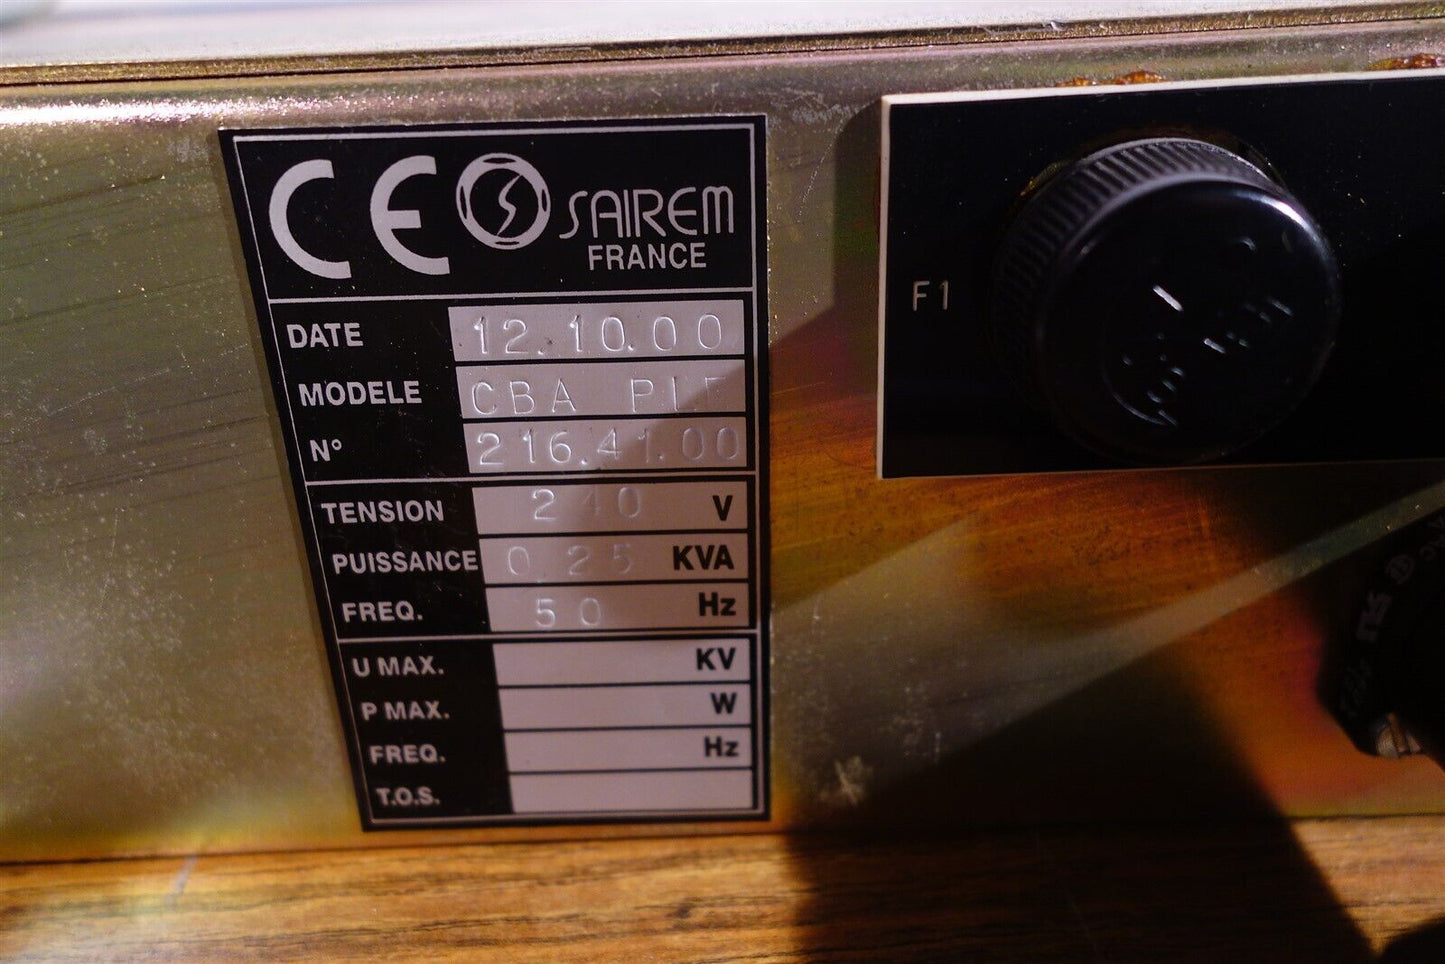 CE SAIREM
FRANCE
DATE 12.10.00
MODELE CBA
N° 216.41.00
TENSION 240 V
PUISSANCE 0.25 KVA
FREQ. 50 Hz
U MAX. KV
P MAX. W
FREQ. Hz
T.O.S.
F1